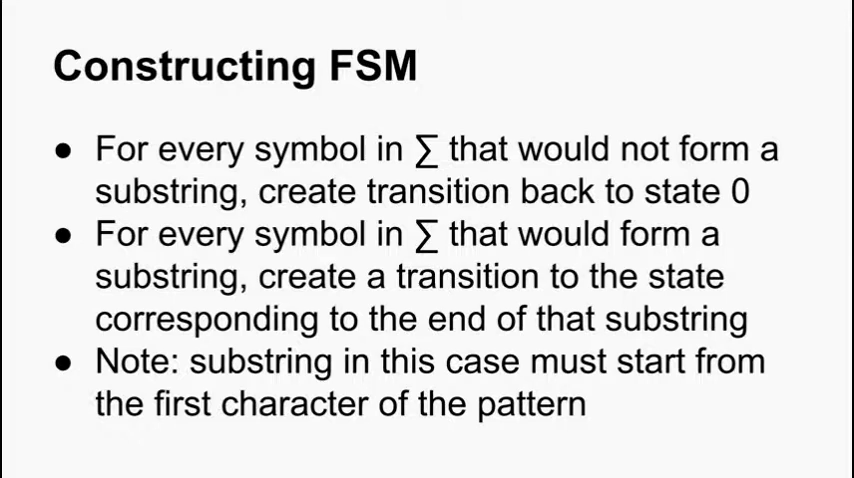 Constructing FSM
● For every symbol in ∑ that would not form a
substring, create transition back to state 0
● For every symbol in ∑ that would form a
substring, create a transition to the state
corresponding to the end of that substring
● Note: substring in this case must start from
the first character of the pattern